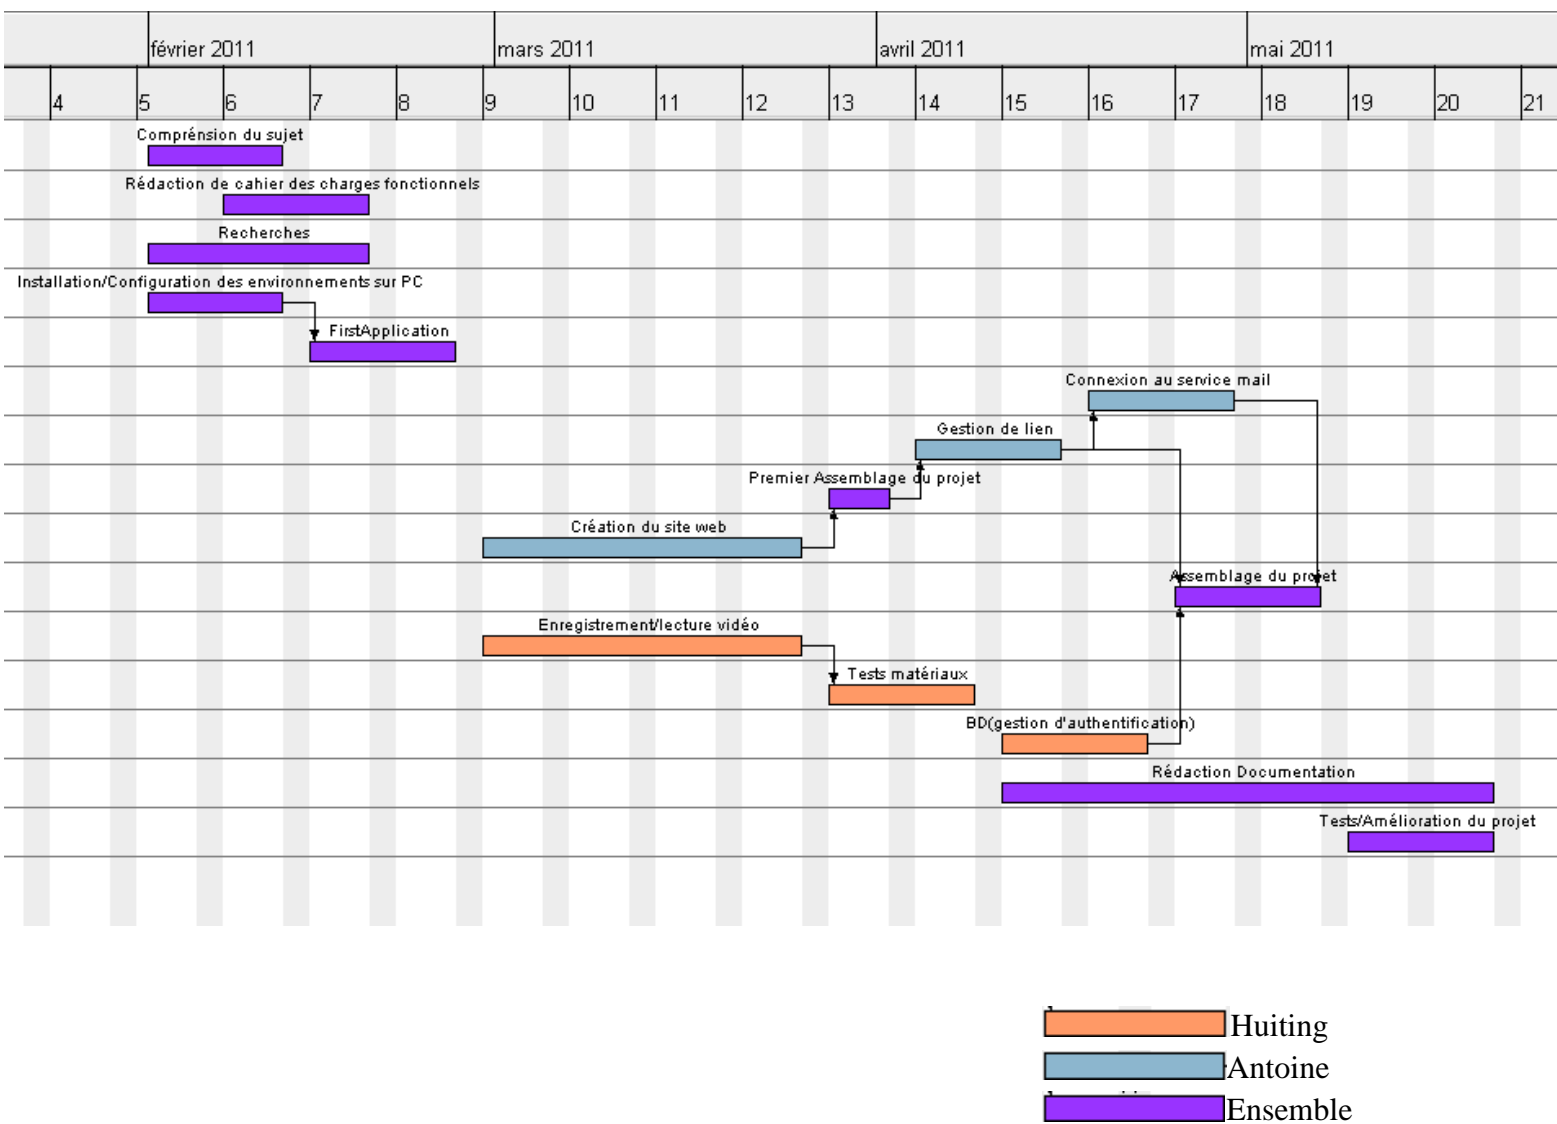 février 2011 mars 2011 avril 2011 mai 2011
4 5 6 7 8 9 10 11 12 13 14 15 16 17 18 19 20 21
Comprénsion du sujet
Rédaction de cahier des charges fonctionnels
Recherches
Installation/Configuration des environnements sur PC
FirstApplication
Connexion au service mail
Gestion de lien
Premier Assemblage du projet
Création du site web
Assemblage du projet
Enregistrement/lecture vidéo
Tests matériaux
BD(gestion d'authentification)
Rédaction Documentation
Tests/Amélioration du projet
Huiting
Antoine
Ensemble